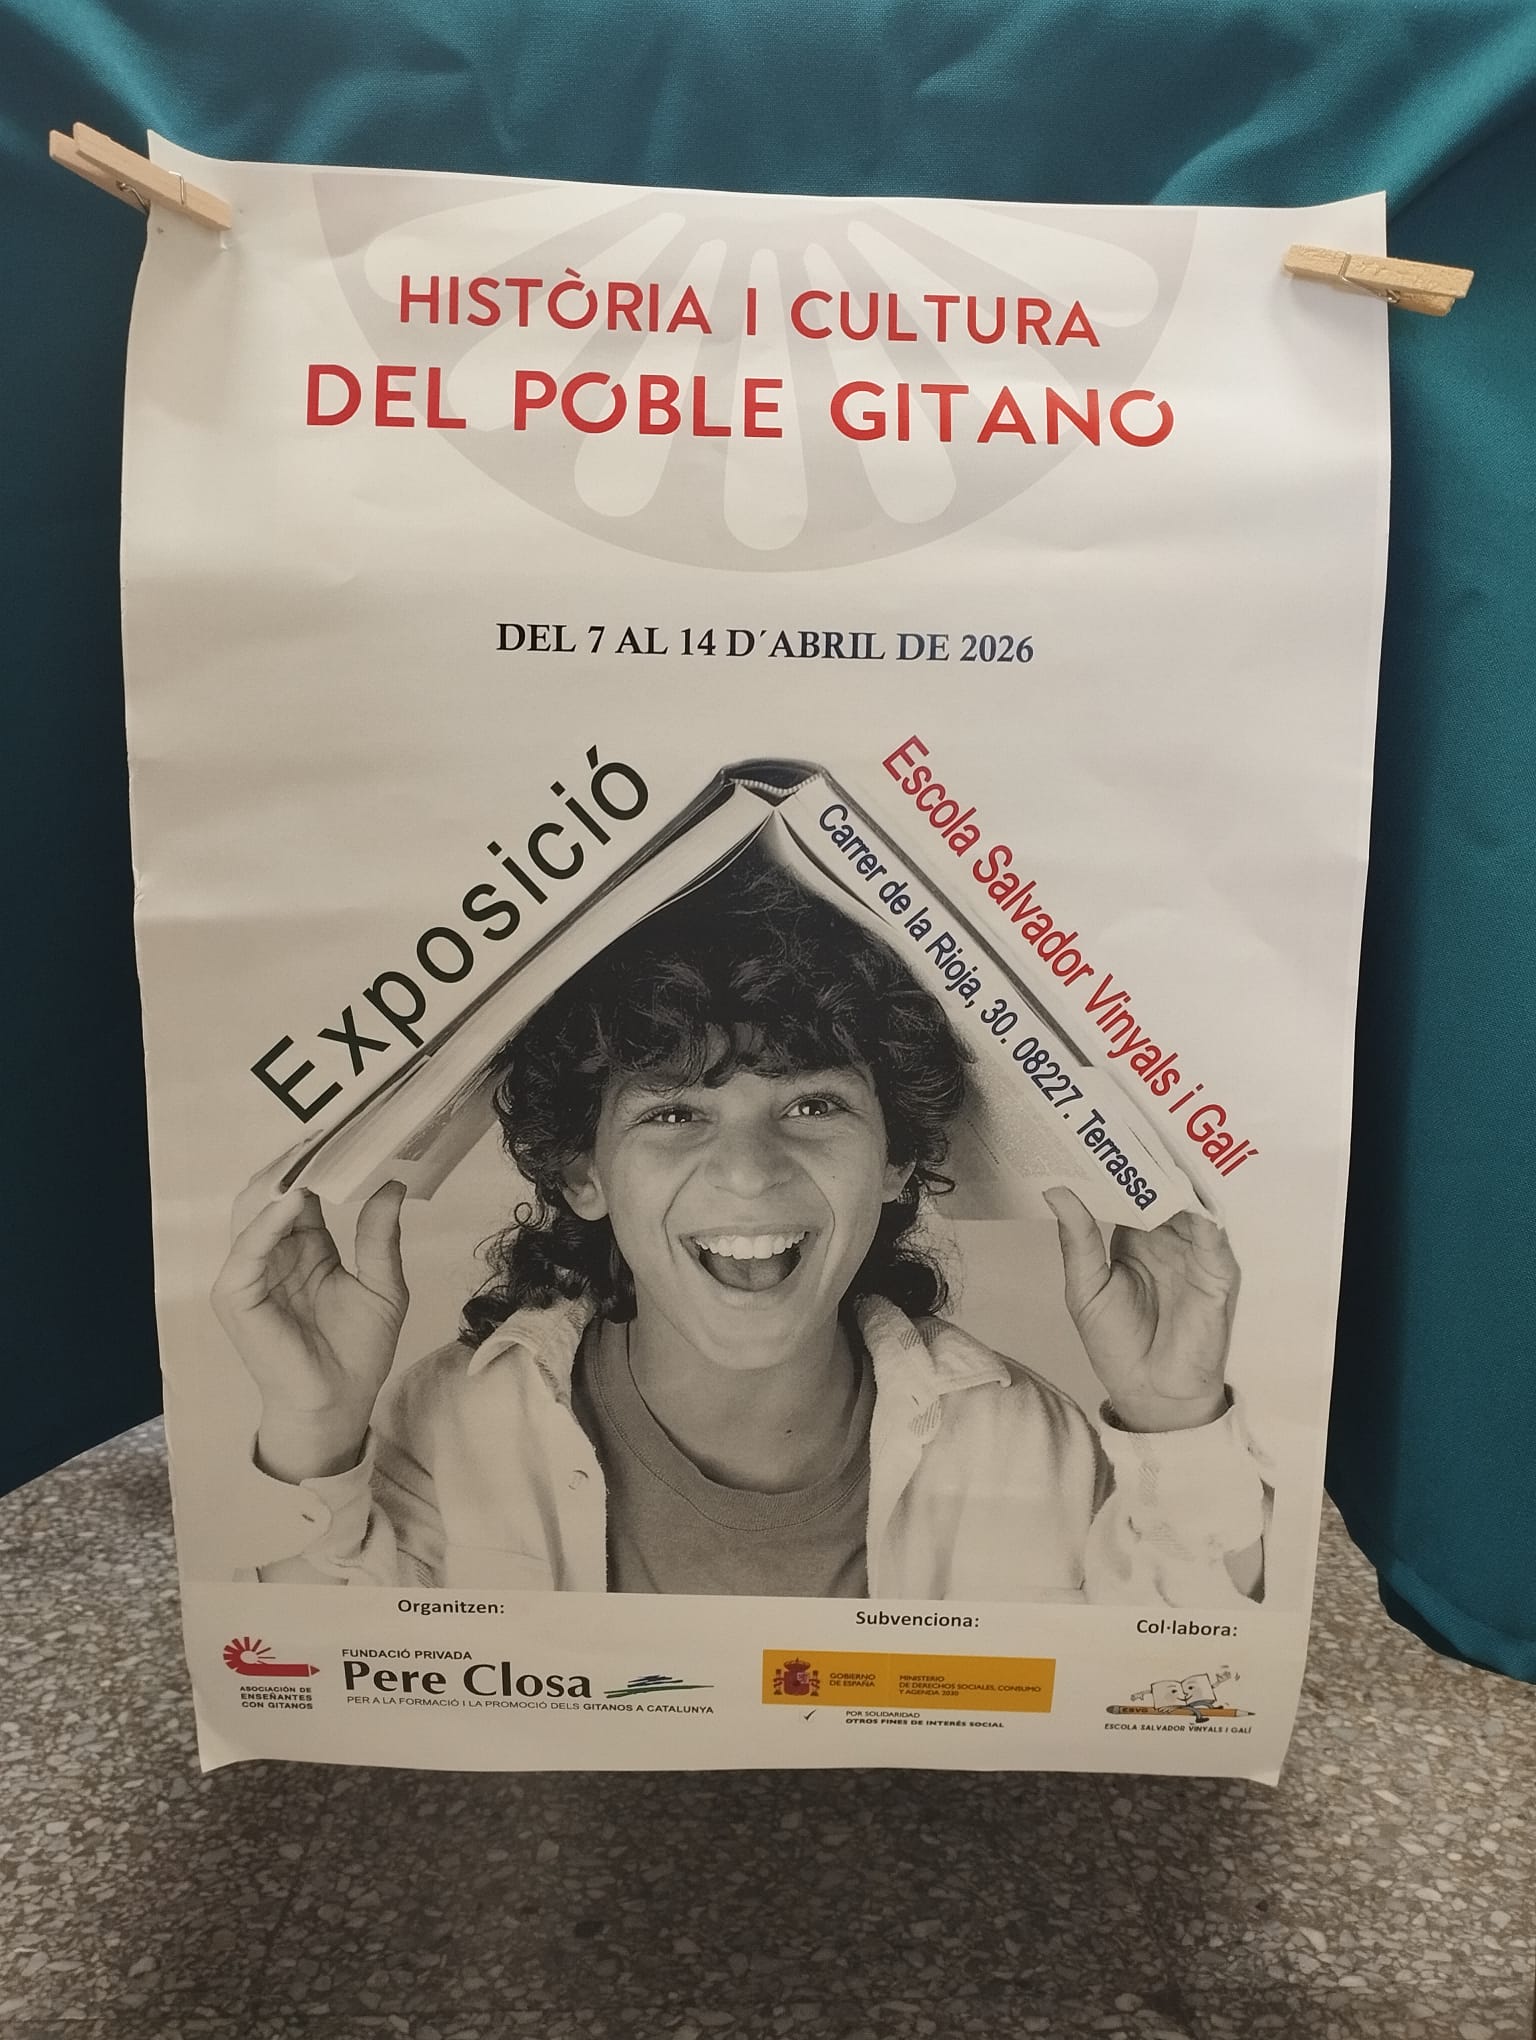 HISTÒRIA I CULTURA
DEL POBLE GITANO
DEL 7 AL 14 D´ABRIL DE 2026
Exposició
Escola Salvador Vinyals i Galí
Carrer de la Rioja, 30. 08227. Terrassa
Organitzen:
ASOCIACIÓN DE
ENSEÑANTES
CON GITANOS
FUNDACIÓ PRIVADA
Pere Closa
PER A LA FORMACIÓ I LA PROMOCIÓ DELS GITANOS A CATALUNYA
Subvenciona:
GOBIERNO
DE ESPAÑA
MINISTERIO
DE DERECHOS SOCIALES, CONSUMO
Y AGENDA 2030
POR SOLIDARIDAD
OTROS FINES DE INTERÉS SOCIAL
Col·labora:
ESVG
ESCOLA SALVADOR VINYALS I GALÍ